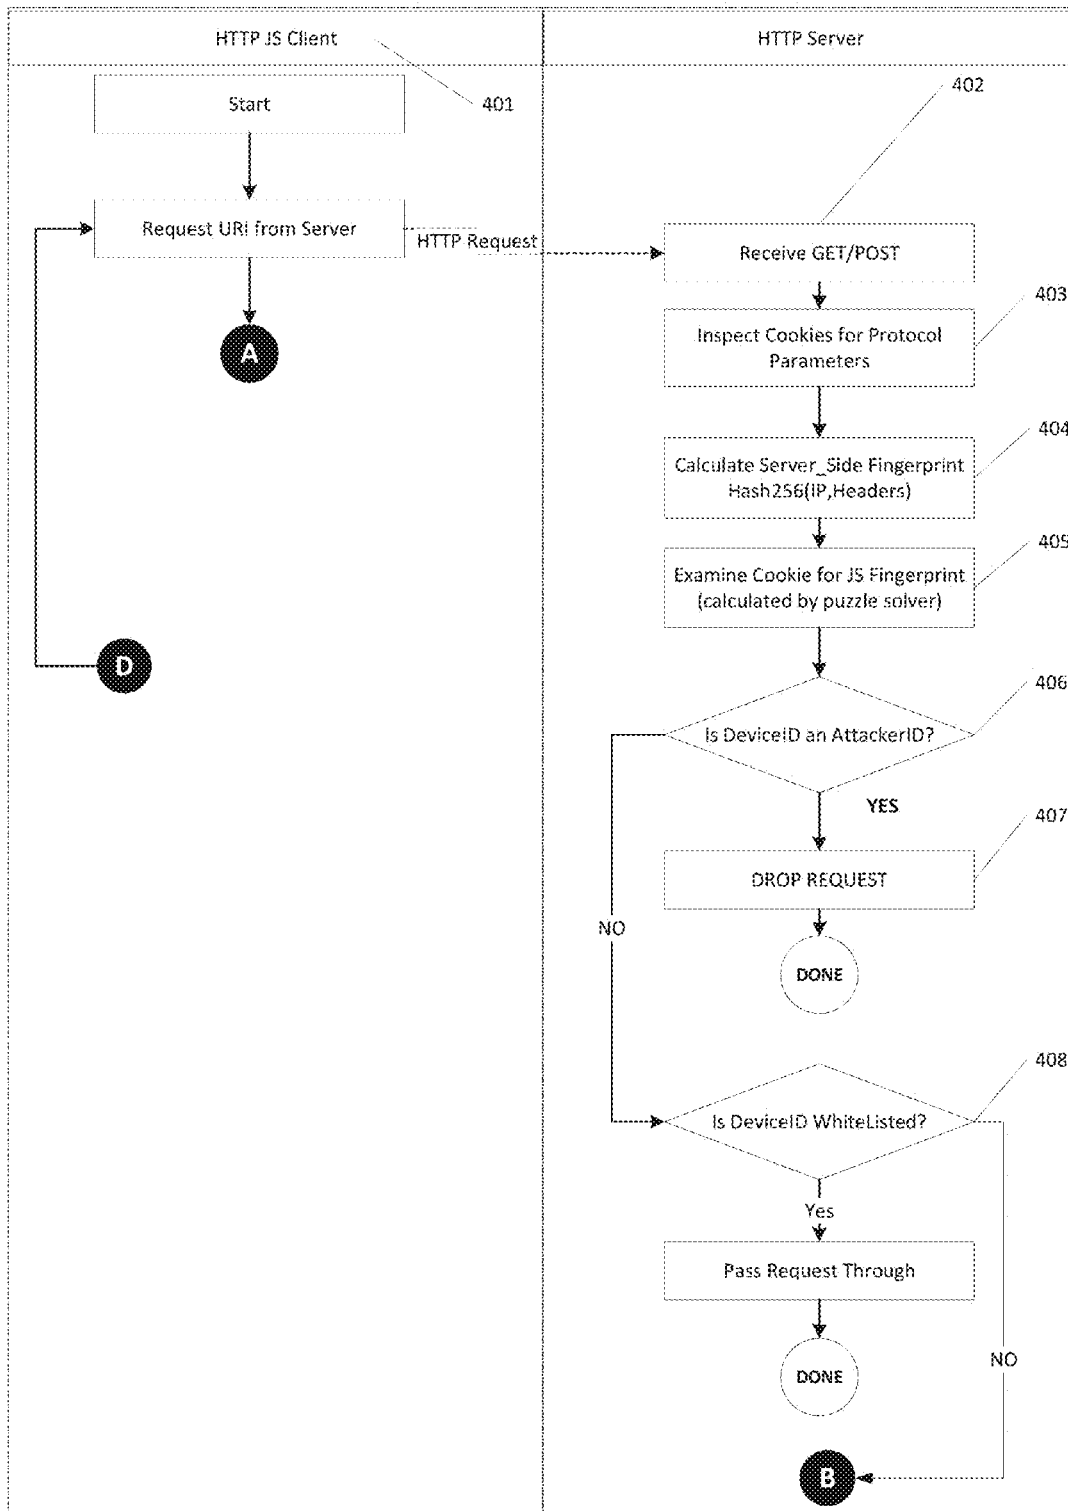 HTTP JS Client
HTTP Server
Start
401
402
Request URI from Server
HTTP Request
Receive GET/POST
A
403
Inspect Cookies for Protocol
Parameters
404
Calculate Server_Side Fingerprint
Hash256(IP,Headers)
405
Examine Cookie for JS Fingerprint
(calculated by puzzle solver)
D
406
Is DeviceID an AttackerID?
YES
407
DROP REQUEST
NO
DONE
408
Is DeviceID WhiteListed?
Yes
Pass Request Through
NO
DONE
B